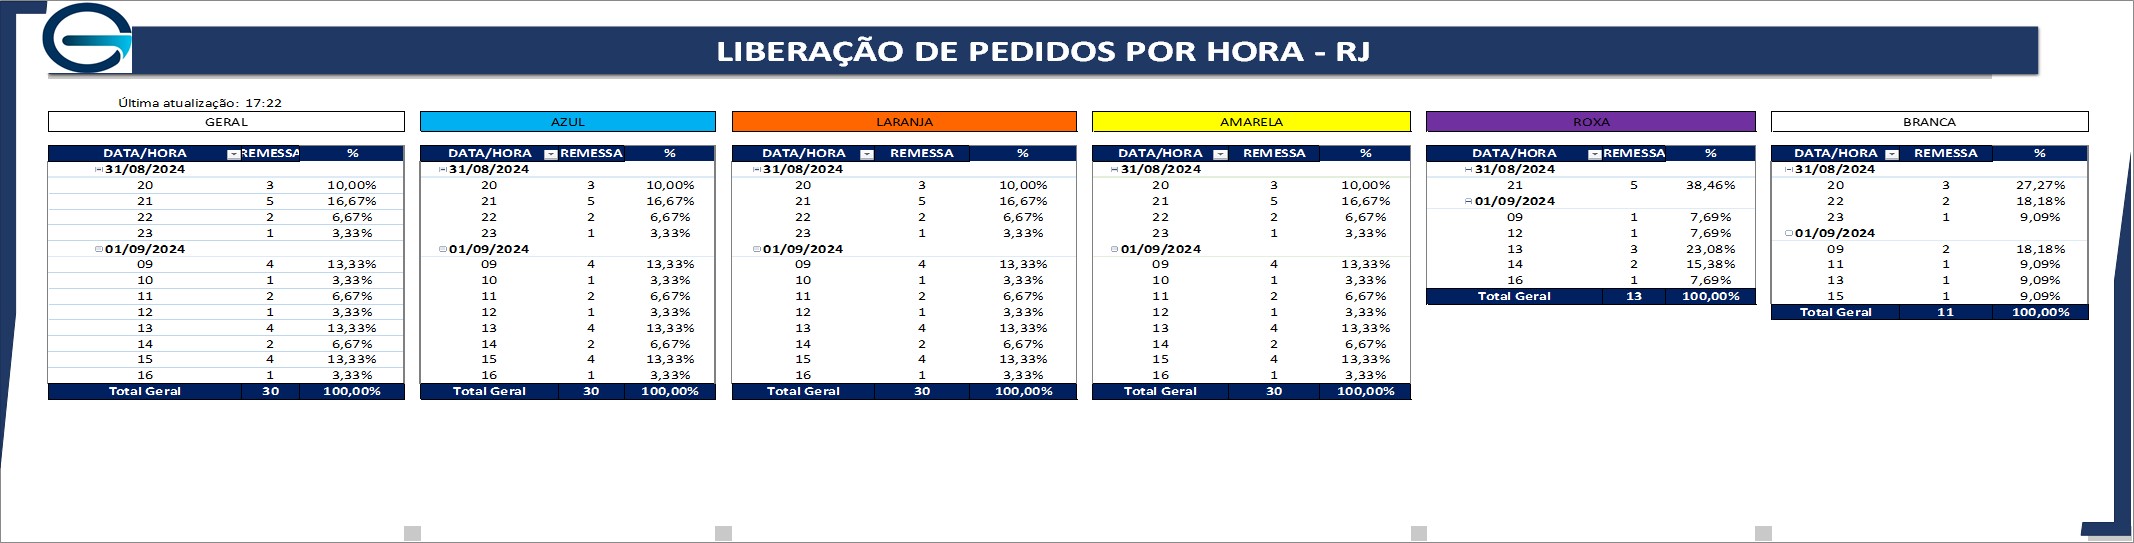 LIBERAÇÃO DE PEDIDOS POR HORA - RJ
Última atualização: 17:22
GERAL
DATA/HORA REMESSA %
31/08/2024
20 3 10,00%
21 5 16,67%
22 2 6,67%
23 1 3,33%
01/09/2024
09 4 13,33%
10 1 3,33%
11 2 6,67%
12 1 3,33%
13 4 13,33%
14 2 6,67%
15 4 13,33%
16 1 3,33%
Total Geral 30 100,00%
AZUL
DATA/HORA REMESSA %
31/08/2024
20 3 10,00%
21 5 16,67%
22 2 6,67%
23 1 3,33%
01/09/2024
09 4 13,33%
10 1 3,33%
11 2 6,67%
12 1 3,33%
13 4 13,33%
14 2 6,67%
15 4 13,33%
16 1 3,33%
Total Geral 30 100,00%
LARANJA
DATA/HORA REMESSA %
31/08/2024
20 3 10,00%
21 5 16,67%
22 2 6,67%
23 1 3,33%
01/09/2024
09 4 13,33%
10 1 3,33%
11 2 6,67%
12 1 3,33%
13 4 13,33%
14 2 6,67%
15 4 13,33%
16 1 3,33%
Total Geral 30 100,00%
AMARELA
DATA/HORA REMESSA %
31/08/2024
20 3 10,00%
21 5 16,67%
22 2 6,67%
23 1 3,33%
01/09/2024
09 4 13,33%
10 1 3,33%
11 2 6,67%
12 1 3,33%
13 4 13,33%
14 2 6,67%
15 4 13,33%
16 1 3,33%
Total Geral 30 100,00%
ROXA
DATA/HORA REMESSA %
31/08/2024
21 5 38,46%
01/09/2024
09 1 7,69%
12 1 7,69%
13 3 23,08%
14 2 15,38%
16 1 7,69%
Total Geral 13 100,00%
BRANCA
DATA/HORA REMESSA %
31/08/2024
20 3 27,27%
22 2 18,18%
23 1 9,09%
01/09/2024
09 2 18,18%
11 1 9,09%
13 1 9,09%
15 1 9,09%
Total Geral 11 100,00%